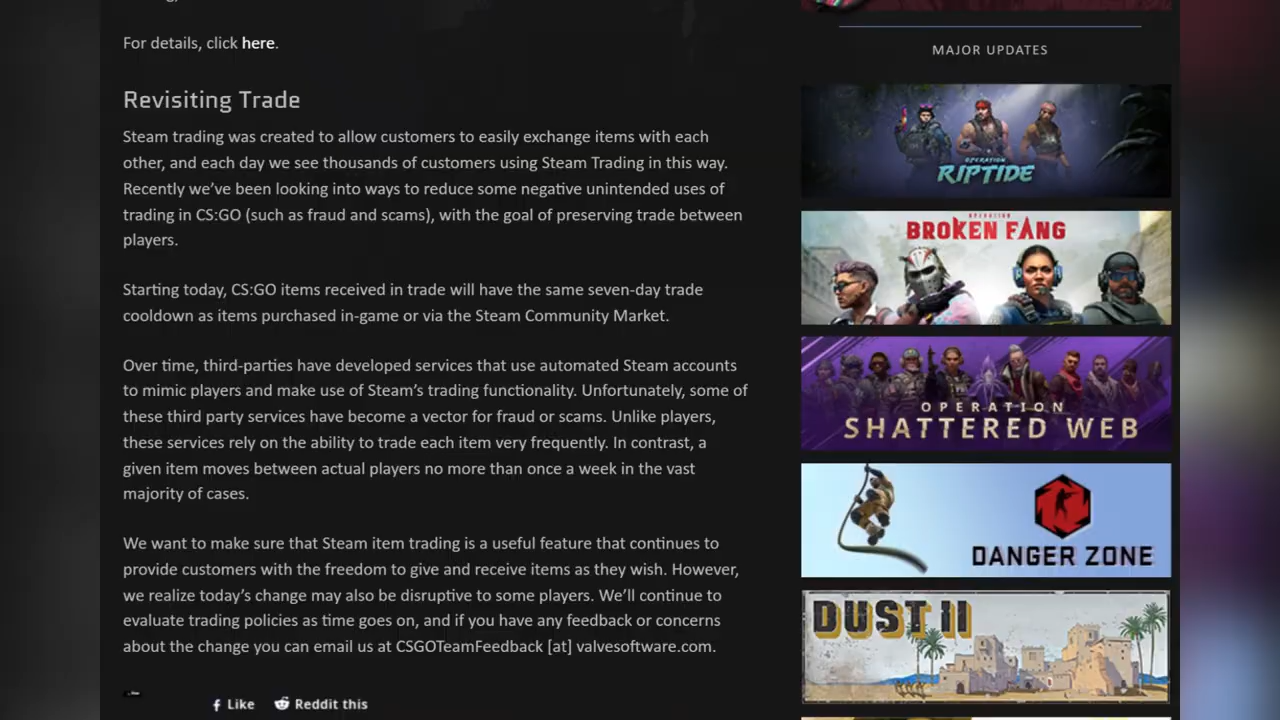 For details, click here.
Revisiting Trade
Steam trading was created to allow customers to easily exchange items with each
other, and each day we see thousands of customers using Steam Trading in this way.
Recently we've been looking into ways to reduce some negative unintended uses of
trading in CS:GO (such as fraud and scams), with the goal of preserving trade between
players.
Starting today, CS:GO items received in trade will have the same seven-day trade
cooldown as items purchased in-game or via the Steam Community Market.
Over time, third-parties have developed services that use automated Steam accounts
to mimic players and make use of Steam's trading functionality. Unfortunately, some of
these third party services have become a vector for fraud or scams. Unlike players,
these services rely on the ability to trade each item very frequently. In contrast, a
given item moves between actual players no more than once a week in the vast
majority of cases.
We want to make sure that Steam item trading is a useful feature that continues to
provide customers with the freedom to give and receive items as they wish. However,
we realize today's change may also be disruptive to some players. We'll continue to
evaluate trading policies as time goes on, and if you have any feedback or concerns
about the change you can email us at CSGOTeamFeedback [at] valvesoftware.com.
Like
Reddit this
MAJOR UPDATES
OPERATION
RIPTIDE
OPERATION
BROKEN FANG
OPERATION
SHATTERED WEB
DANGER ZONE
DUST II